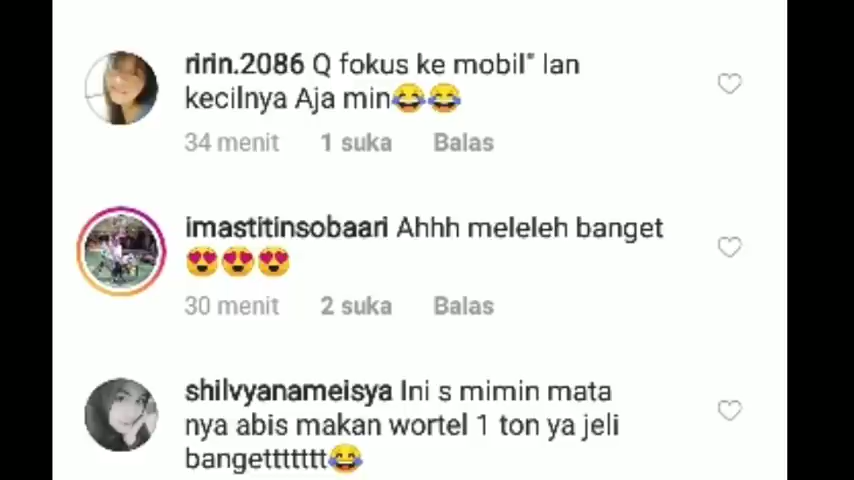 ririn.2086 Q fokus ke mobil" lan
kecilnya Aja min😂😂
34 menit 1 suka Balas
imastitinsobaari Ahhh meleleh banget
😍😍😍
30 menit 2 suka Balas
shilvyanameisya Ini s mimin mata
nya abis makan wortel 1 ton ya jeli
bangettttttt😂